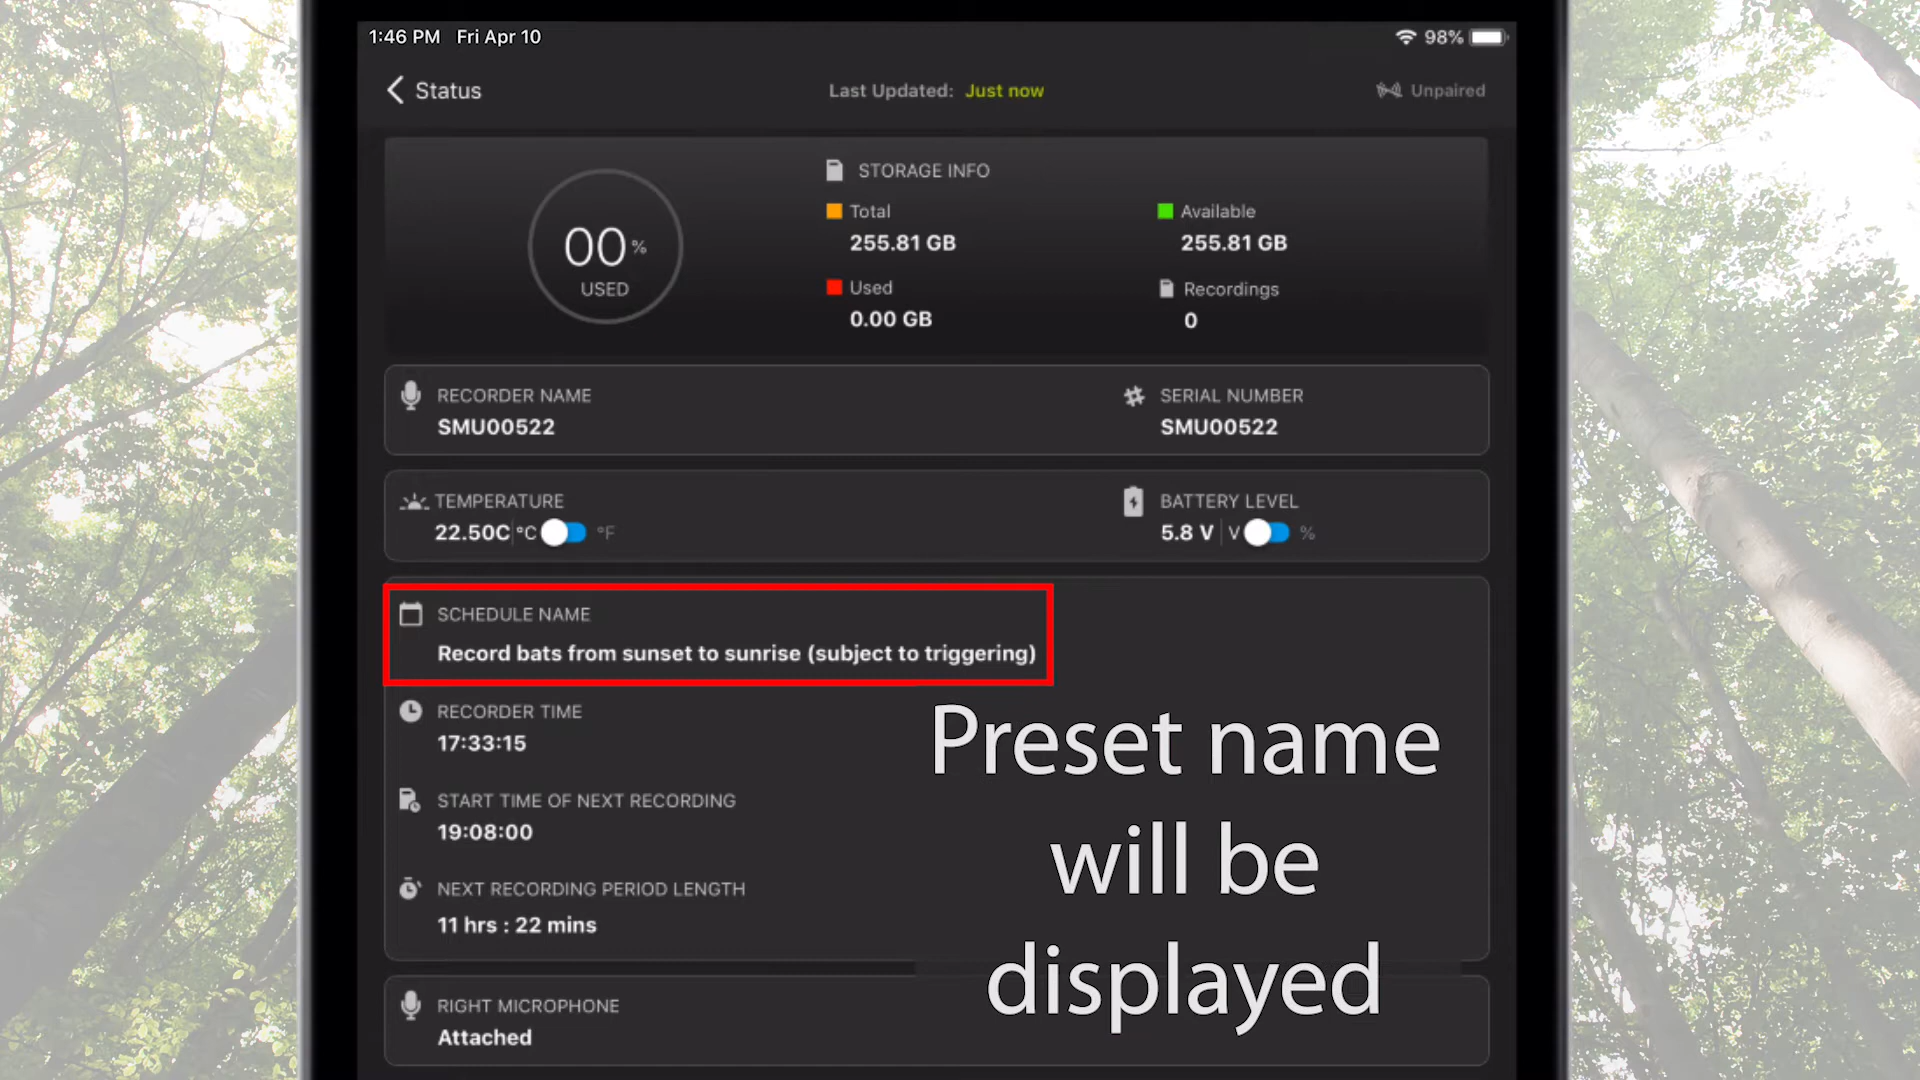 1:46 PM Fri Apr 10
98%
Status
Last Updated: Just now
Unpaired
STORAGE INFO
Total
255.81 GB
Available
255.81 GB
00%
USED
Used
0.00 GB
Recordings
0
RECORDER NAME
SMU00522
SERIAL NUMBER
SMU00522
TEMPERATURE
22.50C °C °F
BATTERY LEVEL
5.8 V V %
SCHEDULE NAME
Record bats from sunset to sunrise (subject to triggering)
RECORDER TIME
17:33:15
START TIME OF NEXT RECORDING
19:08:00
NEXT RECORDING PERIOD LENGTH
11 hrs : 22 mins
RIGHT MICROPHONE
Attached
Preset name
will be
displayed